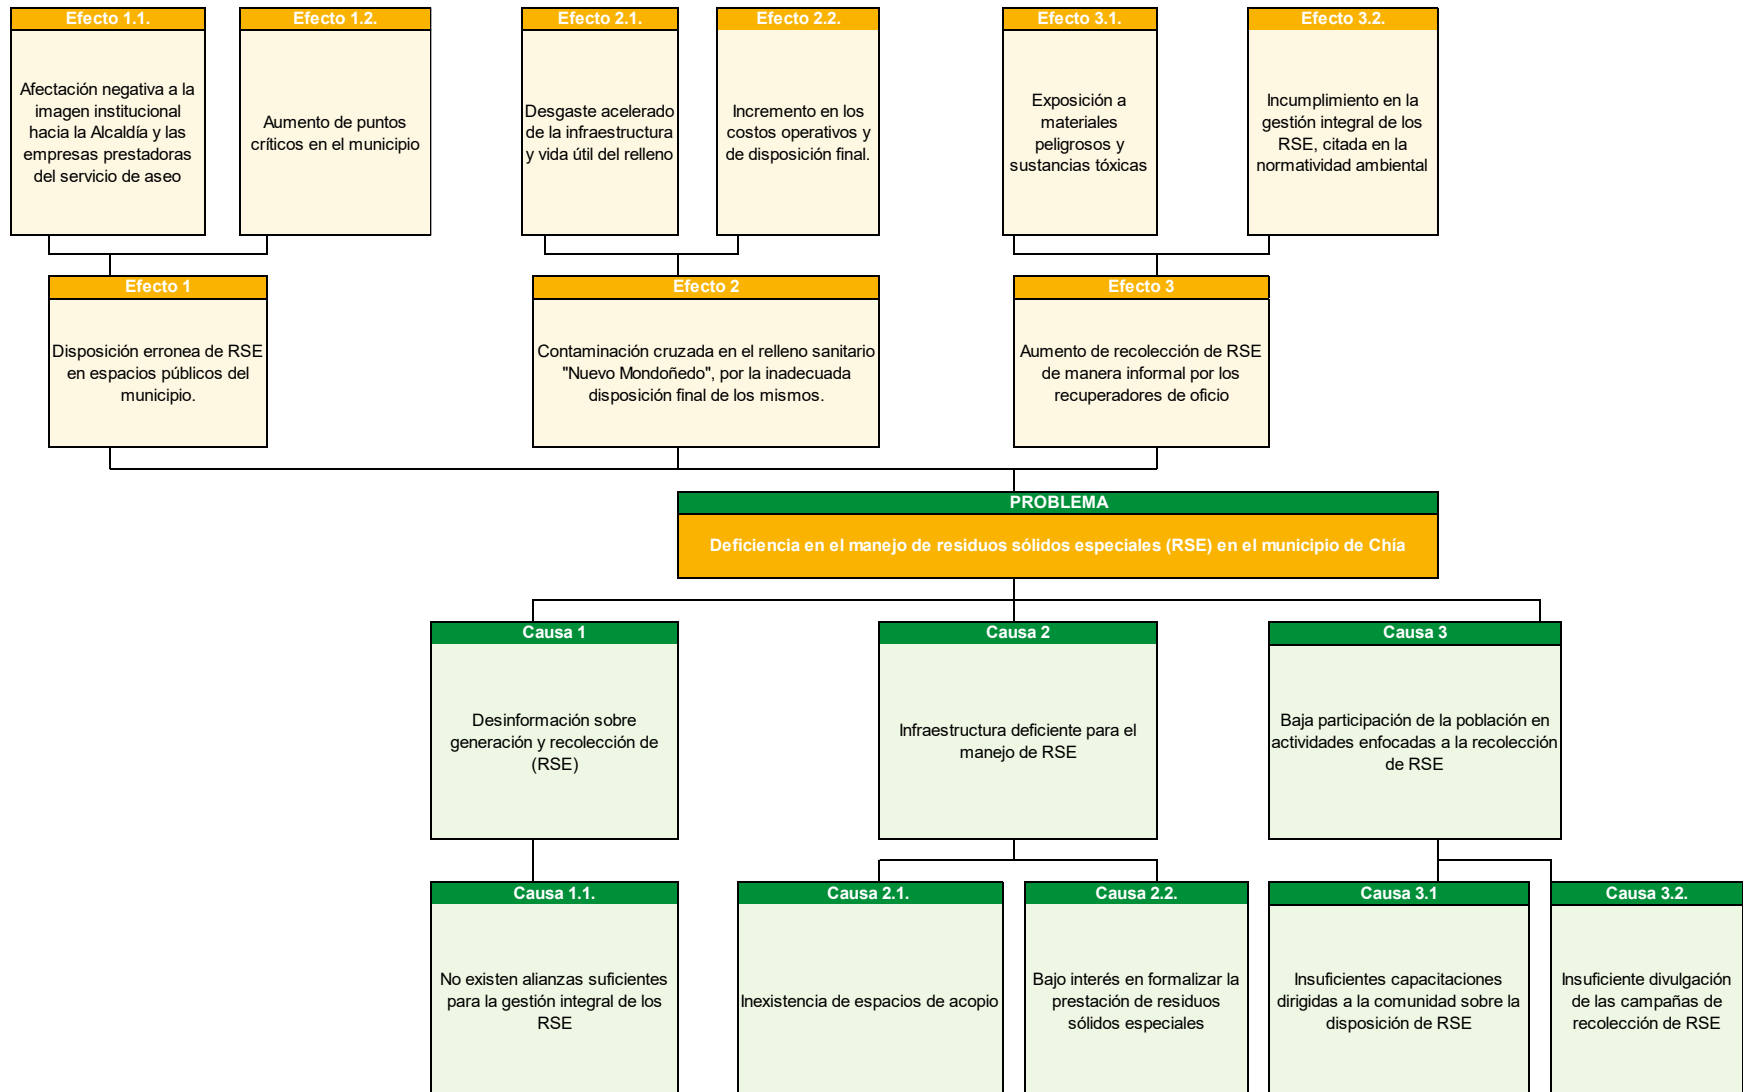 Efecto 1.1.
Afectación negativa a la
imagen institucional
hacia la Alcaldía y las
empresas prestadoras
del servicio de aseo
Efecto 1.2.
Aumento de puntos
críticos en el municipio
Efecto 2.1.
Desgaste acelerado
de la infraestructura
y vida útil del relleno
Efecto 2.2.
Incremento en los
costos operativos y
de disposición final.
Efecto 3.1.
Exposición a
materiales
peligrosos y
sustancias tóxicas
Efecto 3.2.
Incumplimiento en la
gestión integral de los
RSE, citada en la
normatividad ambiental
Efecto 1
Disposición erronea de RSE
en espacios públicos del
municipio.
Efecto 2
Contaminación cruzada en el relleno sanitario
"Nuevo Mondoñedo", por la inadecuada
disposición final de los mismos.
Efecto 3
Aumento de recolección de RSE
de manera informal por los
recuperadores de oficio
PROBLEMA
Deficiencia en el manejo de residuos sólidos especiales (RSE) en el municipio de Chía
Causa 1
Desinformación sobre
generación y recolección de
(RSE)
Causa 2
Infraestructura deficiente para el
manejo de RSE
Causa 3
Baja participación de la población en
actividades enfocadas a la recolección
de RSE
Causa 1.1.
No existen alianzas suficientes
para la gestión integral de los
RSE
Causa 2.1.
Inexistencia de espacios de acopio
Causa 2.2.
Bajo interés en formalizar la
prestación de residuos
sólidos especiales
Causa 3.1
Insuficientes capacitaciones
dirigidas a la comunidad sobre la
disposición de RSE
Causa 3.2.
Insuficiente divulgación
de las campañas de
recolección de RSE